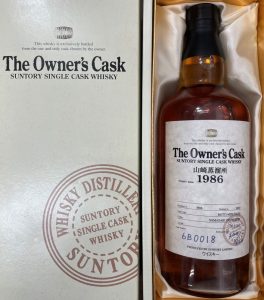 This whisky is exclusively bottled
from the one and only cask chosen by the owner.
The Owner's Cask
SUNTORY SINGLE CASK WHISKY
WHISKY DISTILLER
SUNTORY
SINGLE CASK
WHISKY
SUNTOR
The Owner's Cask
SUNTORY SINGLE CASK WHISKY
山崎蒸溜所
1986
6B0018
ウイスキー